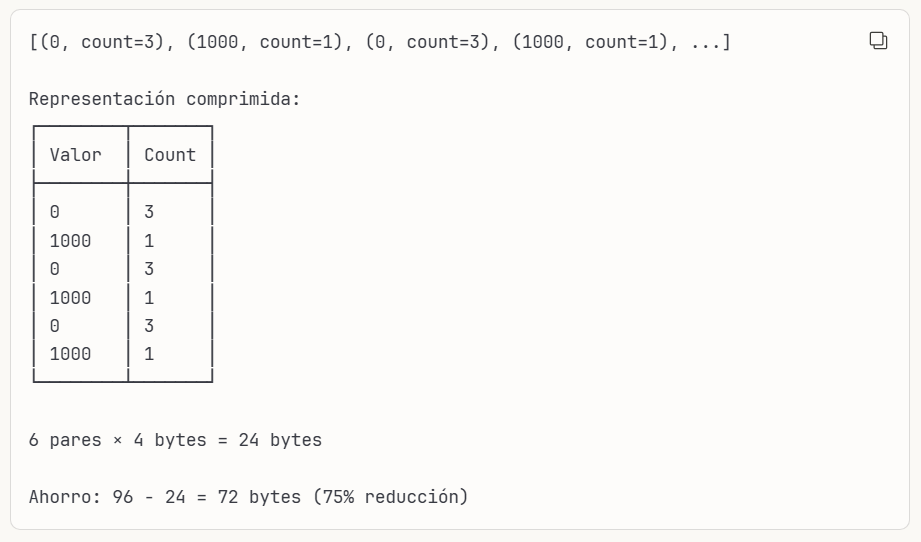 [(0, count=3), (1000, count=1), (0, count=3), (1000, count=1), ...]
Representación comprimida:
Valor Count
0 3
1000 1
0 3
1000 1
0 3
1000 1
6 pares × 4 bytes = 24 bytes
Ahorro: 96 - 24 = 72 bytes (75% reducción)